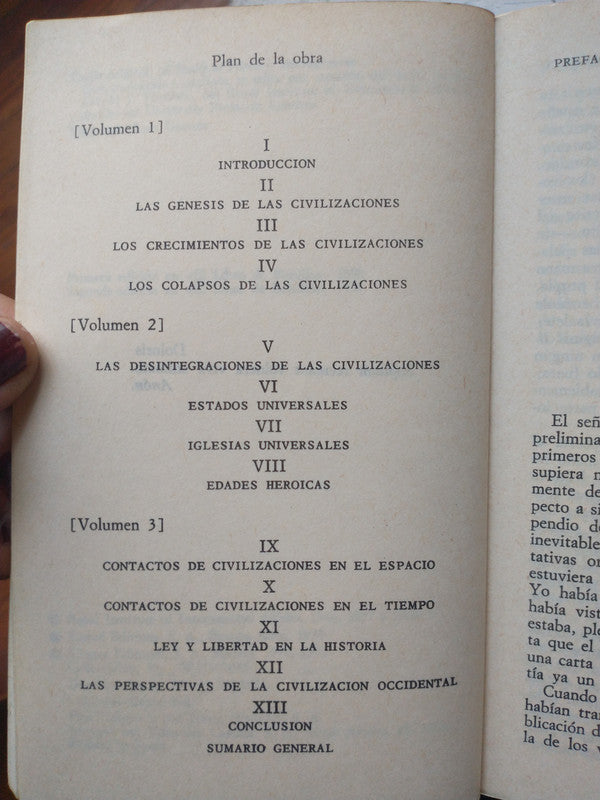 Plan de la obra
[Volumen 1]
I
INTRODUCCION
II
LAS GENESIS DE LAS CIVILIZACIONES
III
LOS CRECIMIENTOS DE LAS CIVILIZACIONES
IV
LOS COLAPSOS DE LAS CIVILIZACIONES
[Volumen 2]
V
LAS DESINTEGRACIONES DE LAS CIVILIZACIONES
VI
ESTADOS UNIVERSALES
VII
IGLESIAS UNIVERSALES
VIII
EDADES HEROICAS
[Volumen 3]
IX
CONTACTOS DE CIVILIZACIONES EN EL ESPACIO
X
CONTACTOS DE CIVILIZACIONES EN EL TIEMPO
XI
LEY Y LIBERTAD EN LA HISTORIA
XII
LAS PERSPECTIVAS DE LA CIVILIZACION OCCIDENTAL
XIII
CONCLUSION
SUMARIO GENERAL
PREFA
El señ
prelimina
primeros
supiera n
mente de
pecto a si
pendio d
inevitable
tativas o
estuviera
Yo había
había vist
estaba, ple
ta que el
una carta
tía ya un
Cuando
habían tra
blicación d
la de los v